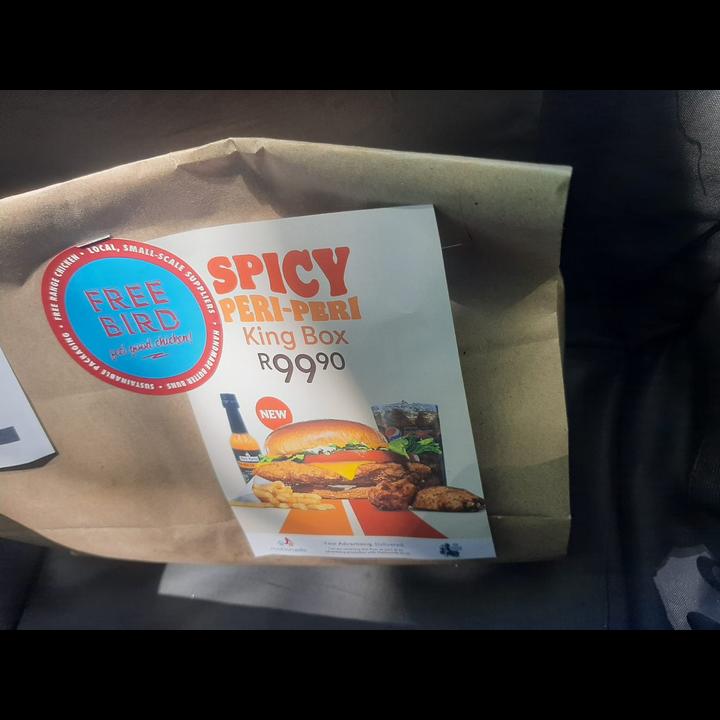 FREE RANGE CHICKEN • LOCAL, SMALL-SCALE SUPPLIERS • HANDMADE BUTTER BUNS • SUSTAINABLE PACKAGING •
FREE
BIRD
feel good chicken!
SPICY
PERI-PERI
King Box
R9990
NEW
Your Advertising. Delivered.